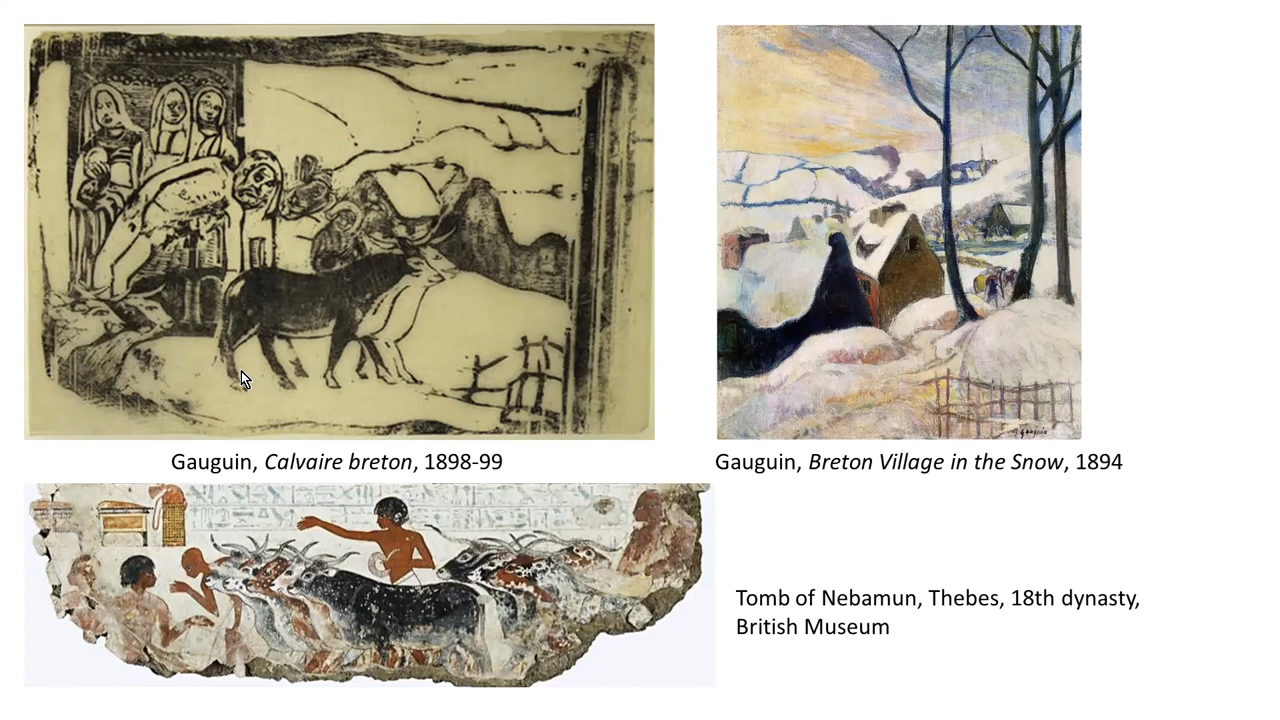 Gauguin, Calvaire breton, 1898-99
Gauguin, Breton Village in the Snow, 1894
Tomb of Nebamun, Thebes, 18th dynasty,
British Museum